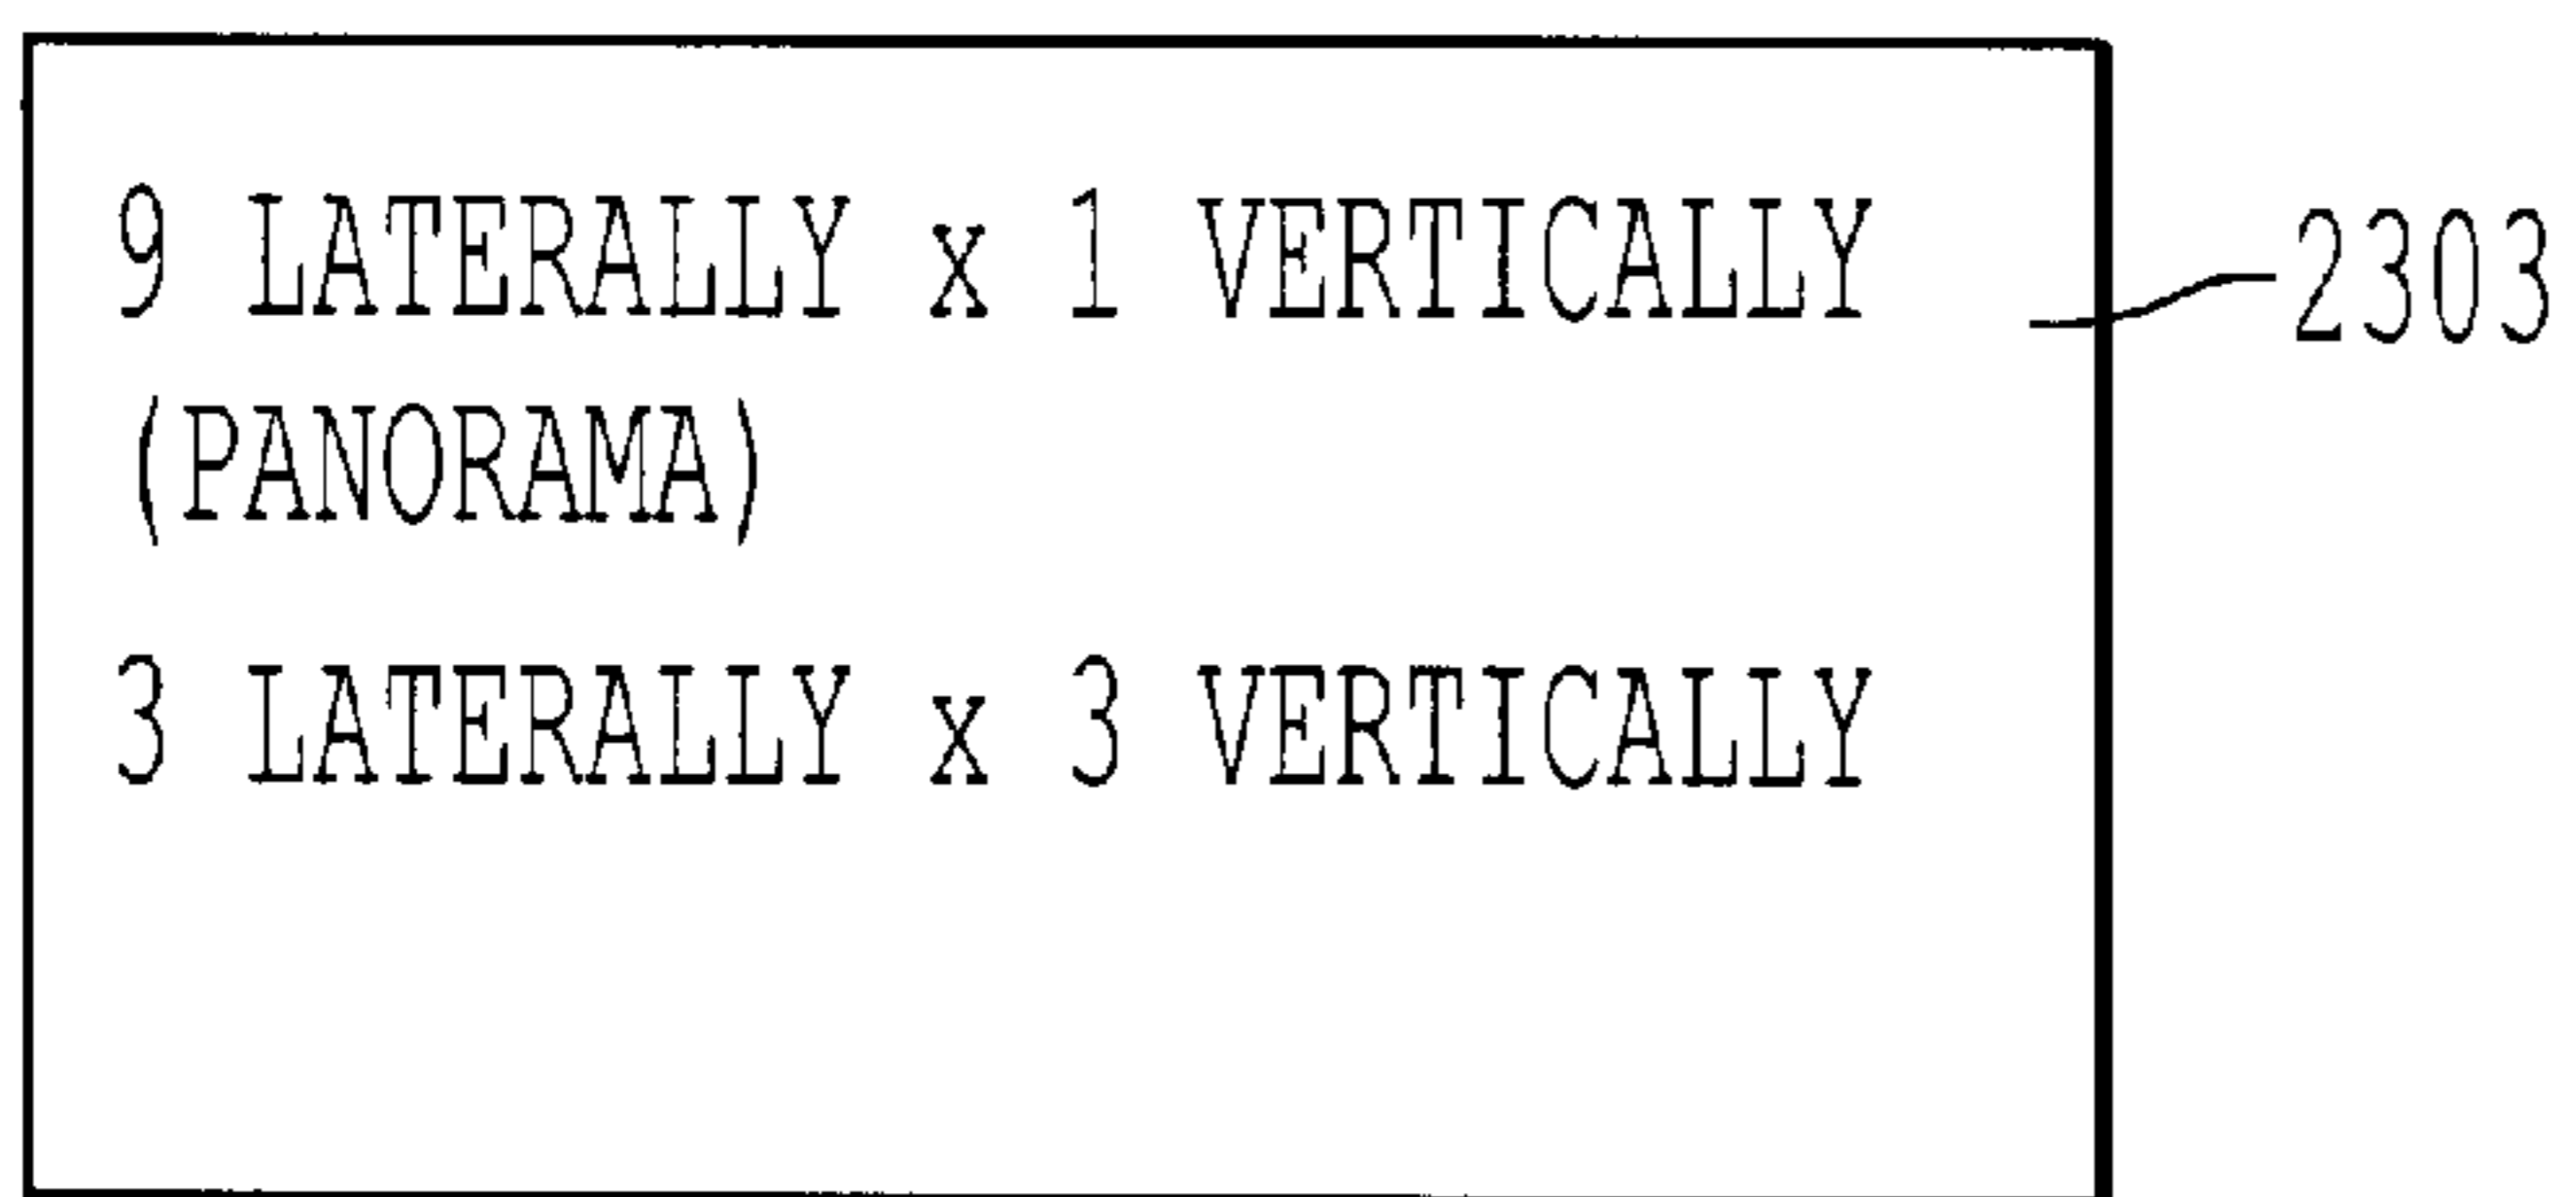 9 LATERALLY x 1 VERTICALLY
2303
(PANORAMA)
3 LATERALLY x 3 VERTICALLY